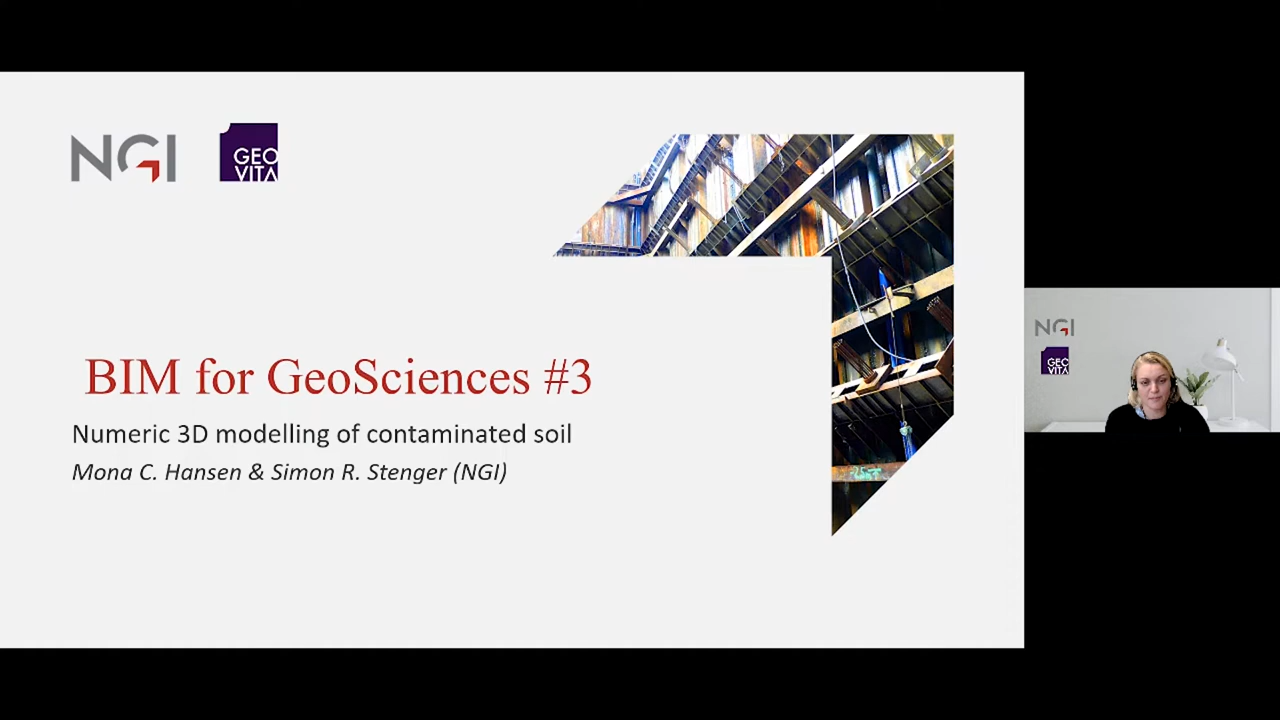 NGI
GEO
VITA
BIM for GeoSciences #3
Numeric 3D modelling of contaminated soil
Mona C. Hansen & Simon R. Stenger (NGI)
NGI
GEO
VITA